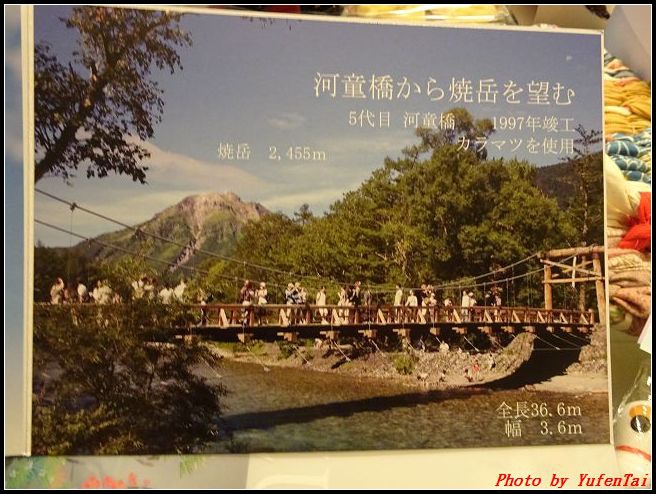 河童橋から焼岳を望む
5代目 河童橋　1997年竣工
カラマツを使用
焼岳　2,455m
全長36.6m
幅　3.6m
Photo by YufenTai